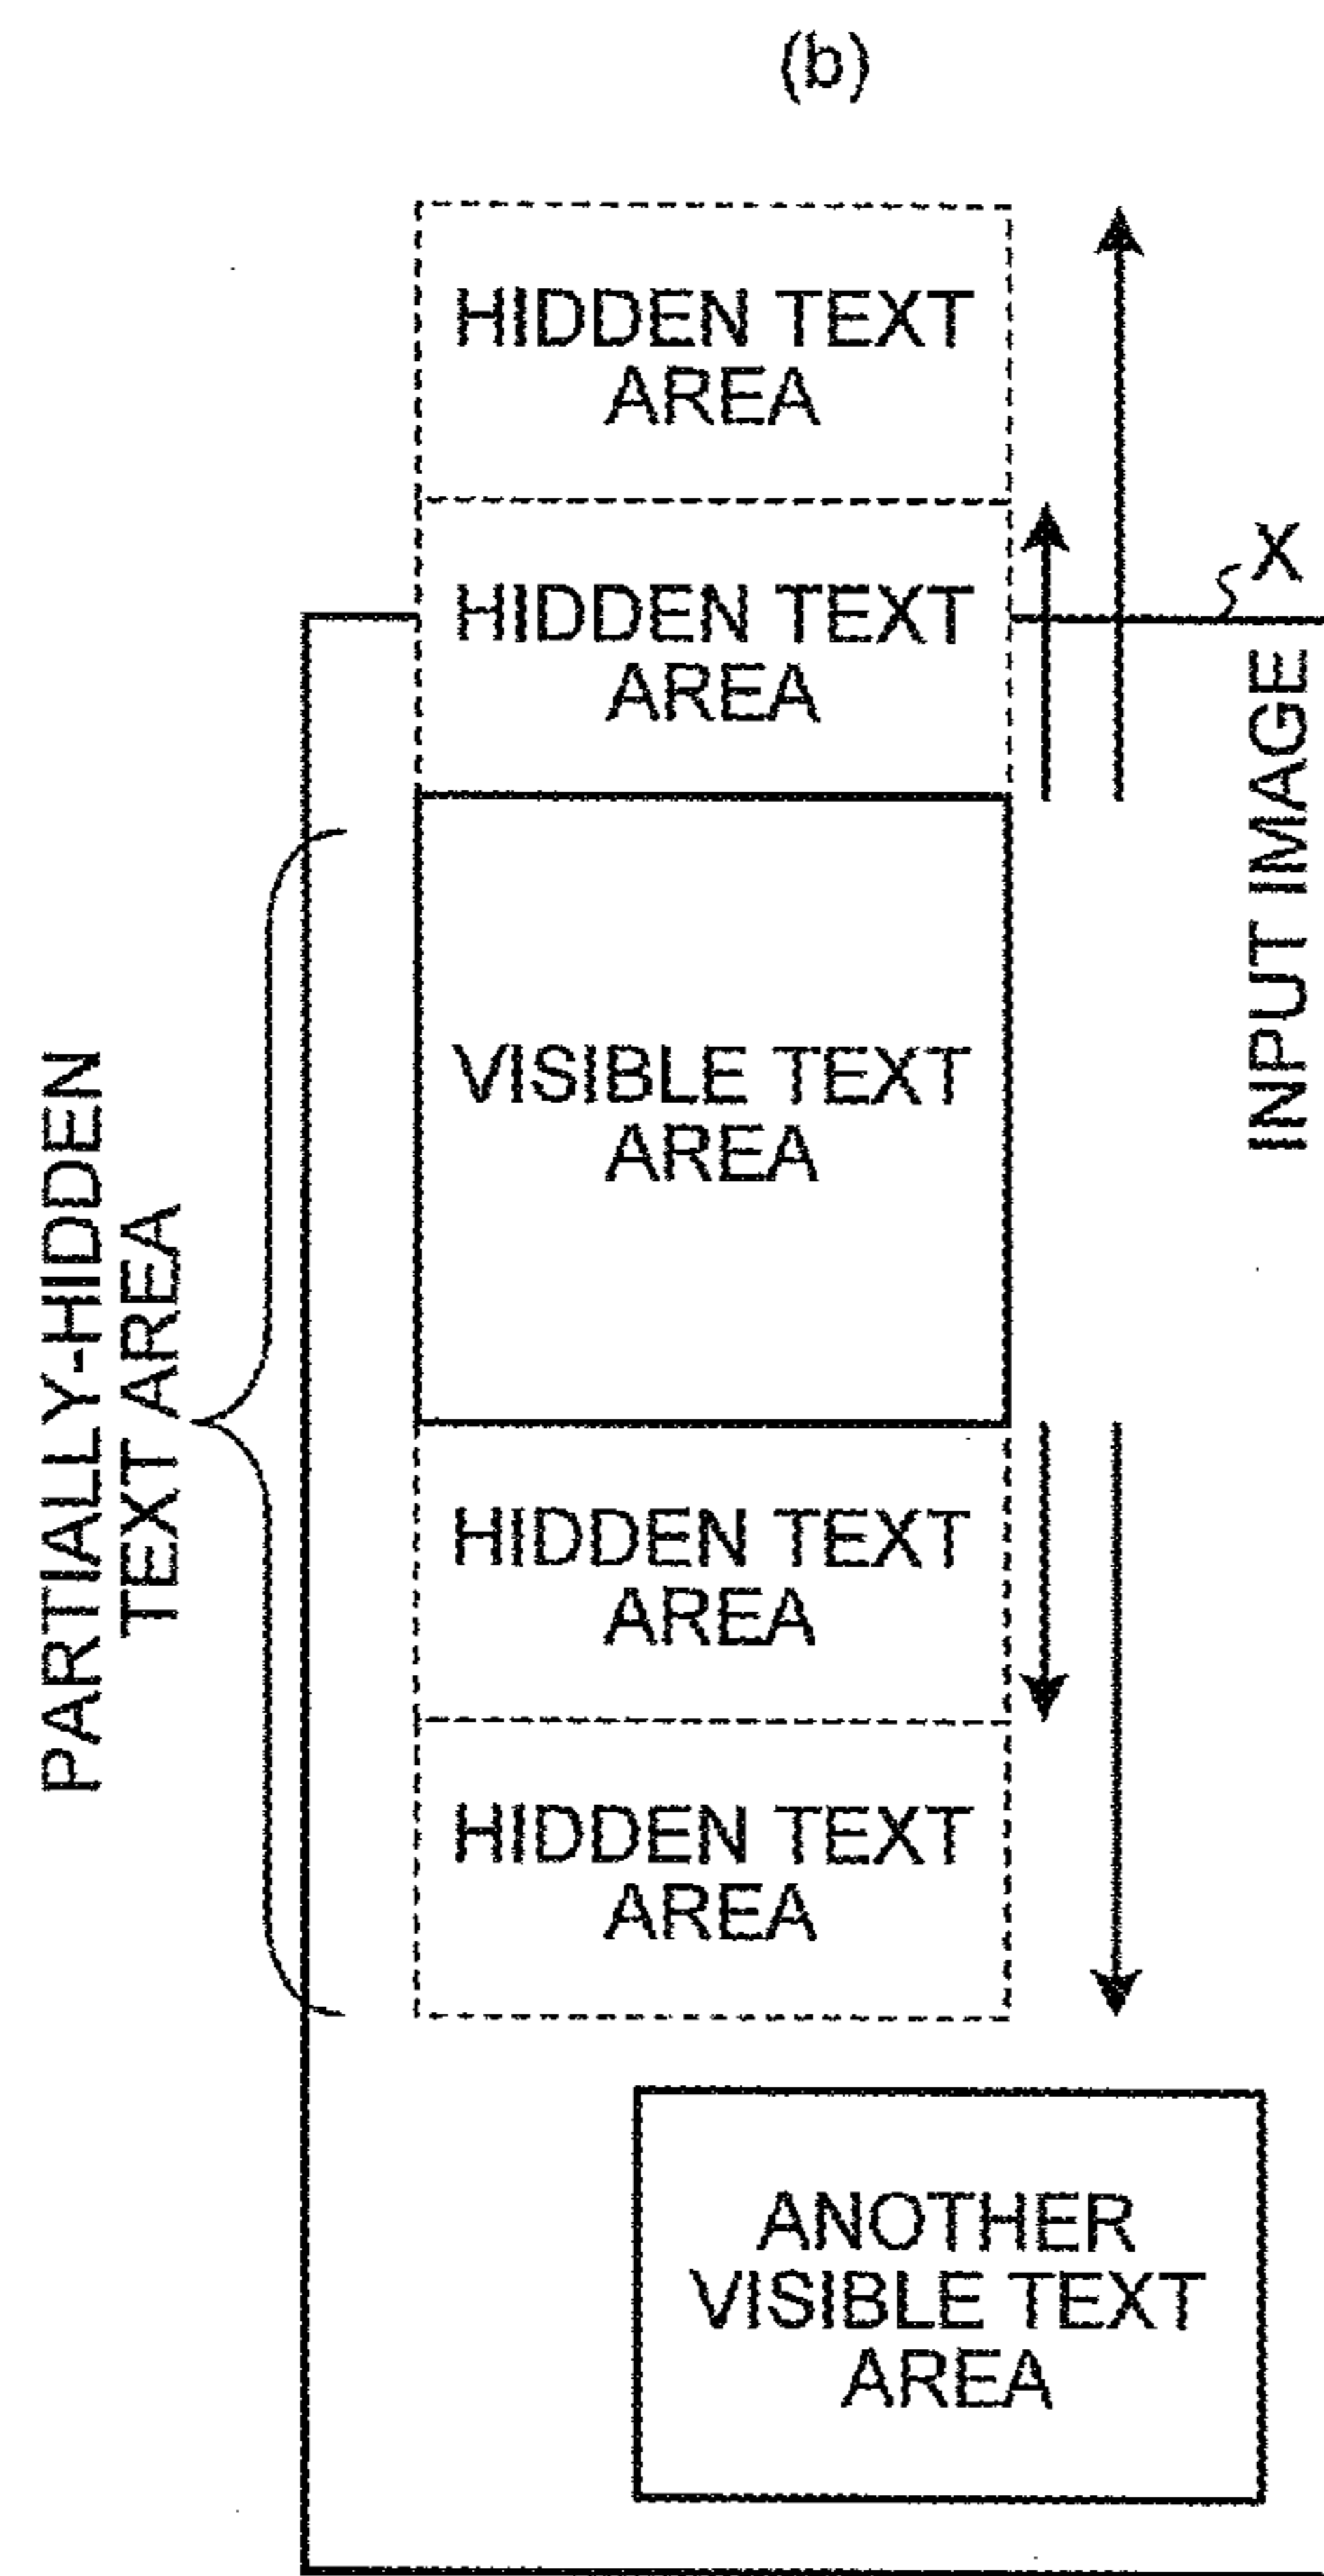 (b)
HIDDEN TEXT
AREA
HIDDEN TEXT
AREA
X
INPUT IMAGE
VISIBLE TEXT
AREA
PARTIALLY-HIDDEN
TEXT AREA
HIDDEN TEXT
AREA
HIDDEN TEXT
AREA
ANOTHER
VISIBLE TEXT
AREA